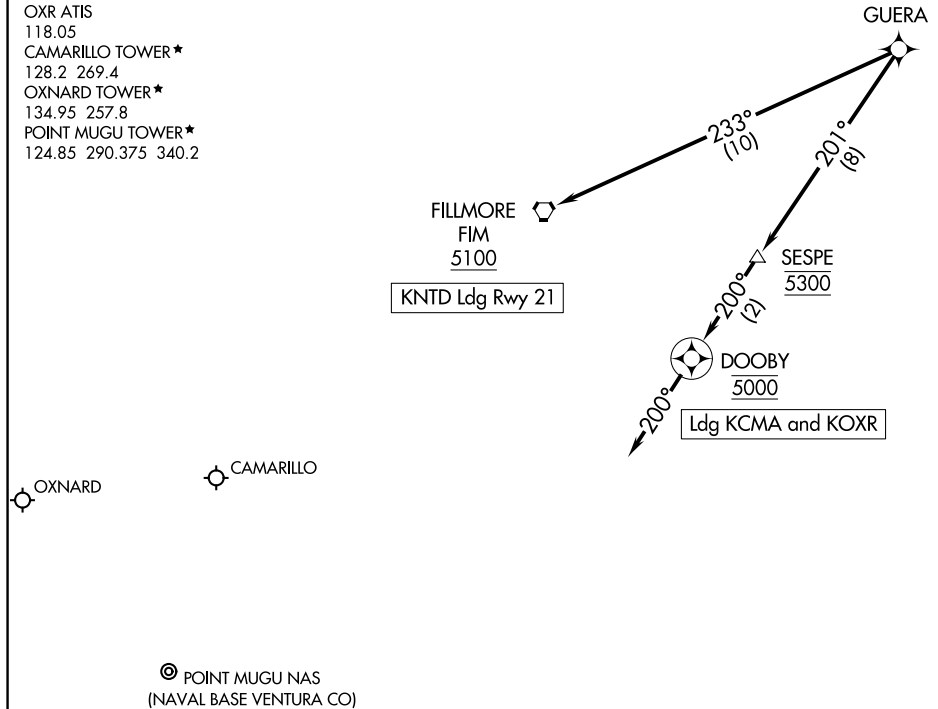 OXR ATIS
118.05
CAMARILLO TOWER★
128.2 269.4
OXNARD TOWER★
134.95 257.8
POINT MUGU TOWER★
124.85 290.375 340.2
GUERA
233°
(10)
201°
(8)
FILLMORE
FIM
5100
KNTD Ldg Rwy 21
SESPE
5300
200°
(2)
DOOBY
5000
200°
Ldg KCMA and KOXR
CAMARILLO
OXNARD
POINT MUGU NAS
(NAVAL BASE VENTURA CO)